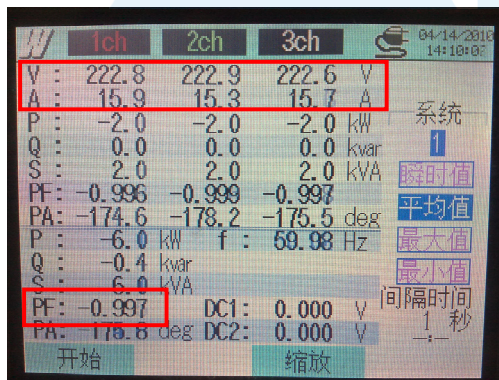 1ch 2ch 3ch 04/14/2010
14:10:02
V : 222.8 222.9 222.6 V
A : 15.9 15.3 15.7 A
P : -2.0 -2.0 -2.0 kW
Q : 0.0 0.0 0.0 kvar
S : 2.0 2.0 2.0 kVA
PF: -0.996 -0.999 -0.997
PA: -174.6 -178.2 -175.5 deg
P : -6.0 kW f : 59.98 Hz
Q : -0.4 kvar
S : 6.0 kVA
PF: -0.997 DC1: 0.000 V
PA: -175.8 deg DC2: 0.000 V
开始 缩放
系统
1
瞬时值
平均值
最大值
最小值
间隔时间
1 秒
-:-